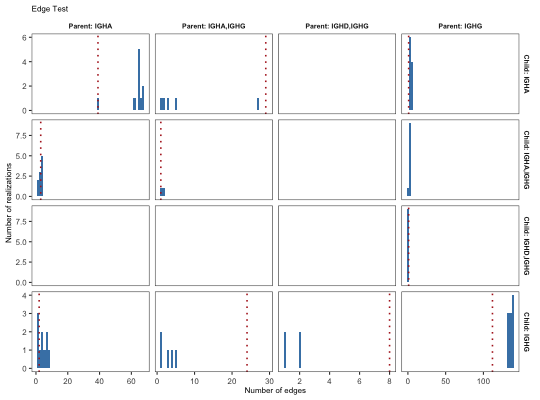 Edge Test
Parent: IGHA
Parent: IGHA,IGHG
Parent: IGHD,IGHG
Parent: IGHG
Number of realizations
6
4
2
0
Child: IGHA
7.5
5.0
2.5
0.0
Child: IGHA,IGHG
7.5
5.0
2.5
0.0
Child: IGHD,IGHG
4
3
2
1
0
Child: IGHG
0 20 40 60
0 10 20 30
2 4 6 8
0 50 100
Number of edges